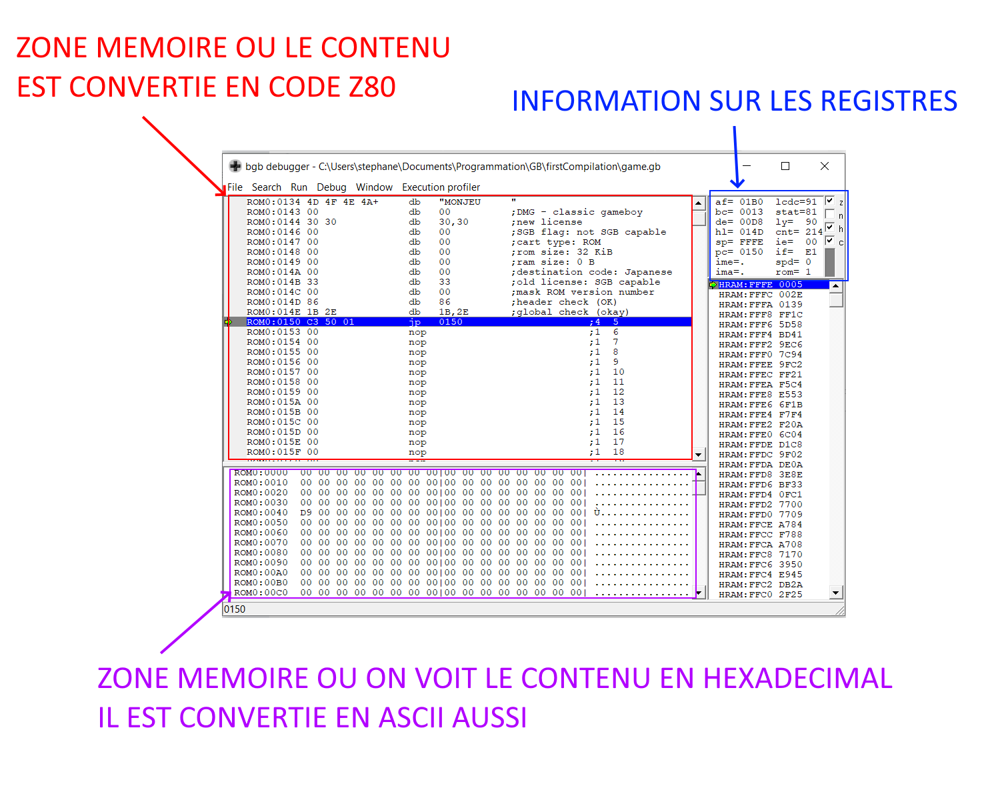 ZONE MEMOIRE OU LE CONTENU
EST CONVERTIE EN CODE Z80
INFORMATION SUR LES REGISTRES
bgb debugger - C:\Users\stephane\Documents\Programmation\GB\firstCompilation\game.gb
File Search Run Debug Window Execution profiler
ROM0:0134 4D 4F 4E 4A+ db "MONJEU "
ROM0:0143 00 db 00 ;DMG - classic gameboy
ROM0:0144 30 30 db 30,30 ;new license
ROM0:0146 00 db 00 ;SGB flag: not SGB capable
ROM0:0147 00 db 00 ;cart type: ROM
ROM0:0148 00 db 00 ;rom size: 32 KiB
ROM0:0149 00 db 00 ;ram size: 0 B
ROM0:014A 00 db 00 ;destination code: Japanese
ROM0:014B 33 db 33 ;old license: SGB capable
ROM0:014C 00 db 00 ;mask ROM version number
ROM0:014D 86 db 86 ;header check (OK)
ROM0:014E 1B 2E db 1B,2E ;global check (okay)
ROM0:0150 C3 50 01 jp 0150 ;4 5
ROM0:0153 00 nop ;1 6
ROM0:0154 00 nop ;1 7
ROM0:0155 00 nop ;1 8
ROM0:0156 00 nop ;1 9
ROM0:0157 00 nop ;1 10
ROM0:0158 00 nop ;1 11
ROM0:0159 00 nop ;1 12
ROM0:015A 00 nop ;1 13
ROM0:015B 00 nop ;1 14
ROM0:015C 00 nop ;1 15
ROM0:015D 00 nop ;1 16
ROM0:015E 00 nop ;1 17
ROM0:015F 00 nop ;1 18
af= 01B0 lcdc=91 z
bc= 0013 stat=81 n
de= 00D8 ly= 90
hl= 014D cnt= 214 h
sp= FFFE ie= 00 c
pc= 0150 if= E1
ime=. spd= 0
ima=. rom= 1
HRAM:FFFE 0005
HRAM:FFFC 002E
HRAM:FFFA 0139
HRAM:FFF8 FF1C
HRAM:FFF6 5D58
HRAM:FFF4 BD41
HRAM:FFF2 9EC6
HRAM:FFF0 7C94
HRAM:FFEE 9FC2
HRAM:FFEC FF21
HRAM:FFEA F5C4
HRAM:FFE8 E553
HRAM:FFE6 6F1B
HRAM:FFE4 F7F4
HRAM:FFE2 F20A
HRAM:FFE0 6C04
HRAM:FFDE D1C8
HRAM:FFDC 9F02
HRAM:FFDA DE0A
HRAM:FFD8 3E8E
HRAM:FFD6 BF33
HRAM:FFD4 0FC1
HRAM:FFD2 7700
HRAM:FFD0 7709
HRAM:FFCE A784
HRAM:FFCC F788
HRAM:FFCA A708
HRAM:FFC8 7170
HRAM:FFC6 3950
HRAM:FFC4 E945
HRAM:FFC2 DB2A
HRAM:FFC0 2F25
ROM0:0000 00 00 00 00 00 00 00 00|00 00 00 00 00 00 00 00| ................
ROM0:0010 00 00 00 00 00 00 00 00|00 00 00 00 00 00 00 00| ................
ROM0:0020 00 00 00 00 00 00 00 00|00 00 00 00 00 00 00 00| ................
ROM0:0030 00 00 00 00 00 00 00 00|00 00 00 00 00 00 00 00| ................
ROM0:0040 D9 00 00 00 00 00 00 00|00 00 00 00 00 00 00 00| Ù...............
ROM0:0050 00 00 00 00 00 00 00 00|00 00 00 00 00 00 00 00| ................
ROM0:0060 00 00 00 00 00 00 00 00|00 00 00 00 00 00 00 00| ................
ROM0:0070 00 00 00 00 00 00 00 00|00 00 00 00 00 00 00 00| ................
ROM0:0080 00 00 00 00 00 00 00 00|00 00 00 00 00 00 00 00| ................
ROM0:0090 00 00 00 00 00 00 00 00|00 00 00 00 00 00 00 00| ................
ROM0:00A0 00 00 00 00 00 00 00 00|00 00 00 00 00 00 00 00| ................
ROM0:00B0 00 00 00 00 00 00 00 00|00 00 00 00 00 00 00 00| ................
ROM0:00C0 00 00 00 00 00 00 00 00|00 00 00 00 00 00 00 00| ................
0150
ZONE MEMOIRE OU ON VOIT LE CONTENU EN HEXADECIMAL
IL EST CONVERTIE EN ASCII AUSSI